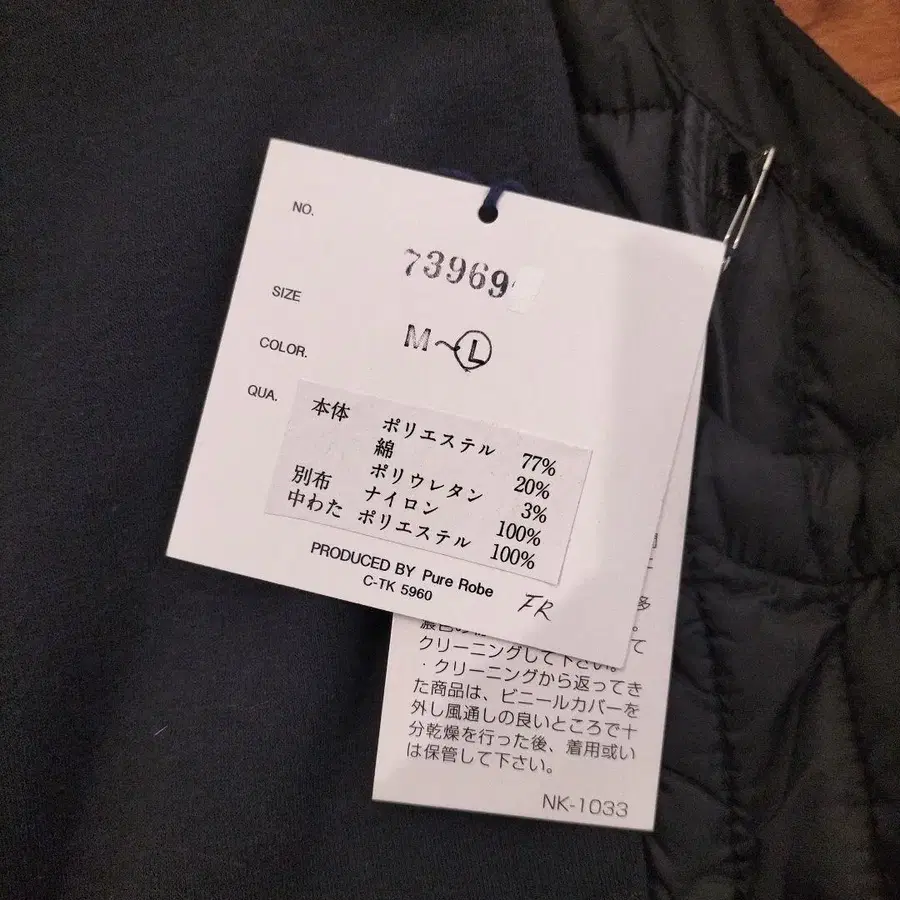 NO. 73969
SIZE M~L
COLOR.
QUA.
本体 ポリエステル 77%
綿 20%
ポリウレタン 3%
別布 ナイロン 100%
中わた ポリエステル 100%
PRODUCED BY Pure Robe
C-TK 5960 FR
多
。
て
クリーニングして下さい。
・クリーニングから返ってき
た商品は、ビニールカバーを
外し風通しの良いところで十
分乾燥を行った後、着用或い
は保管して下さい。
NK-1033